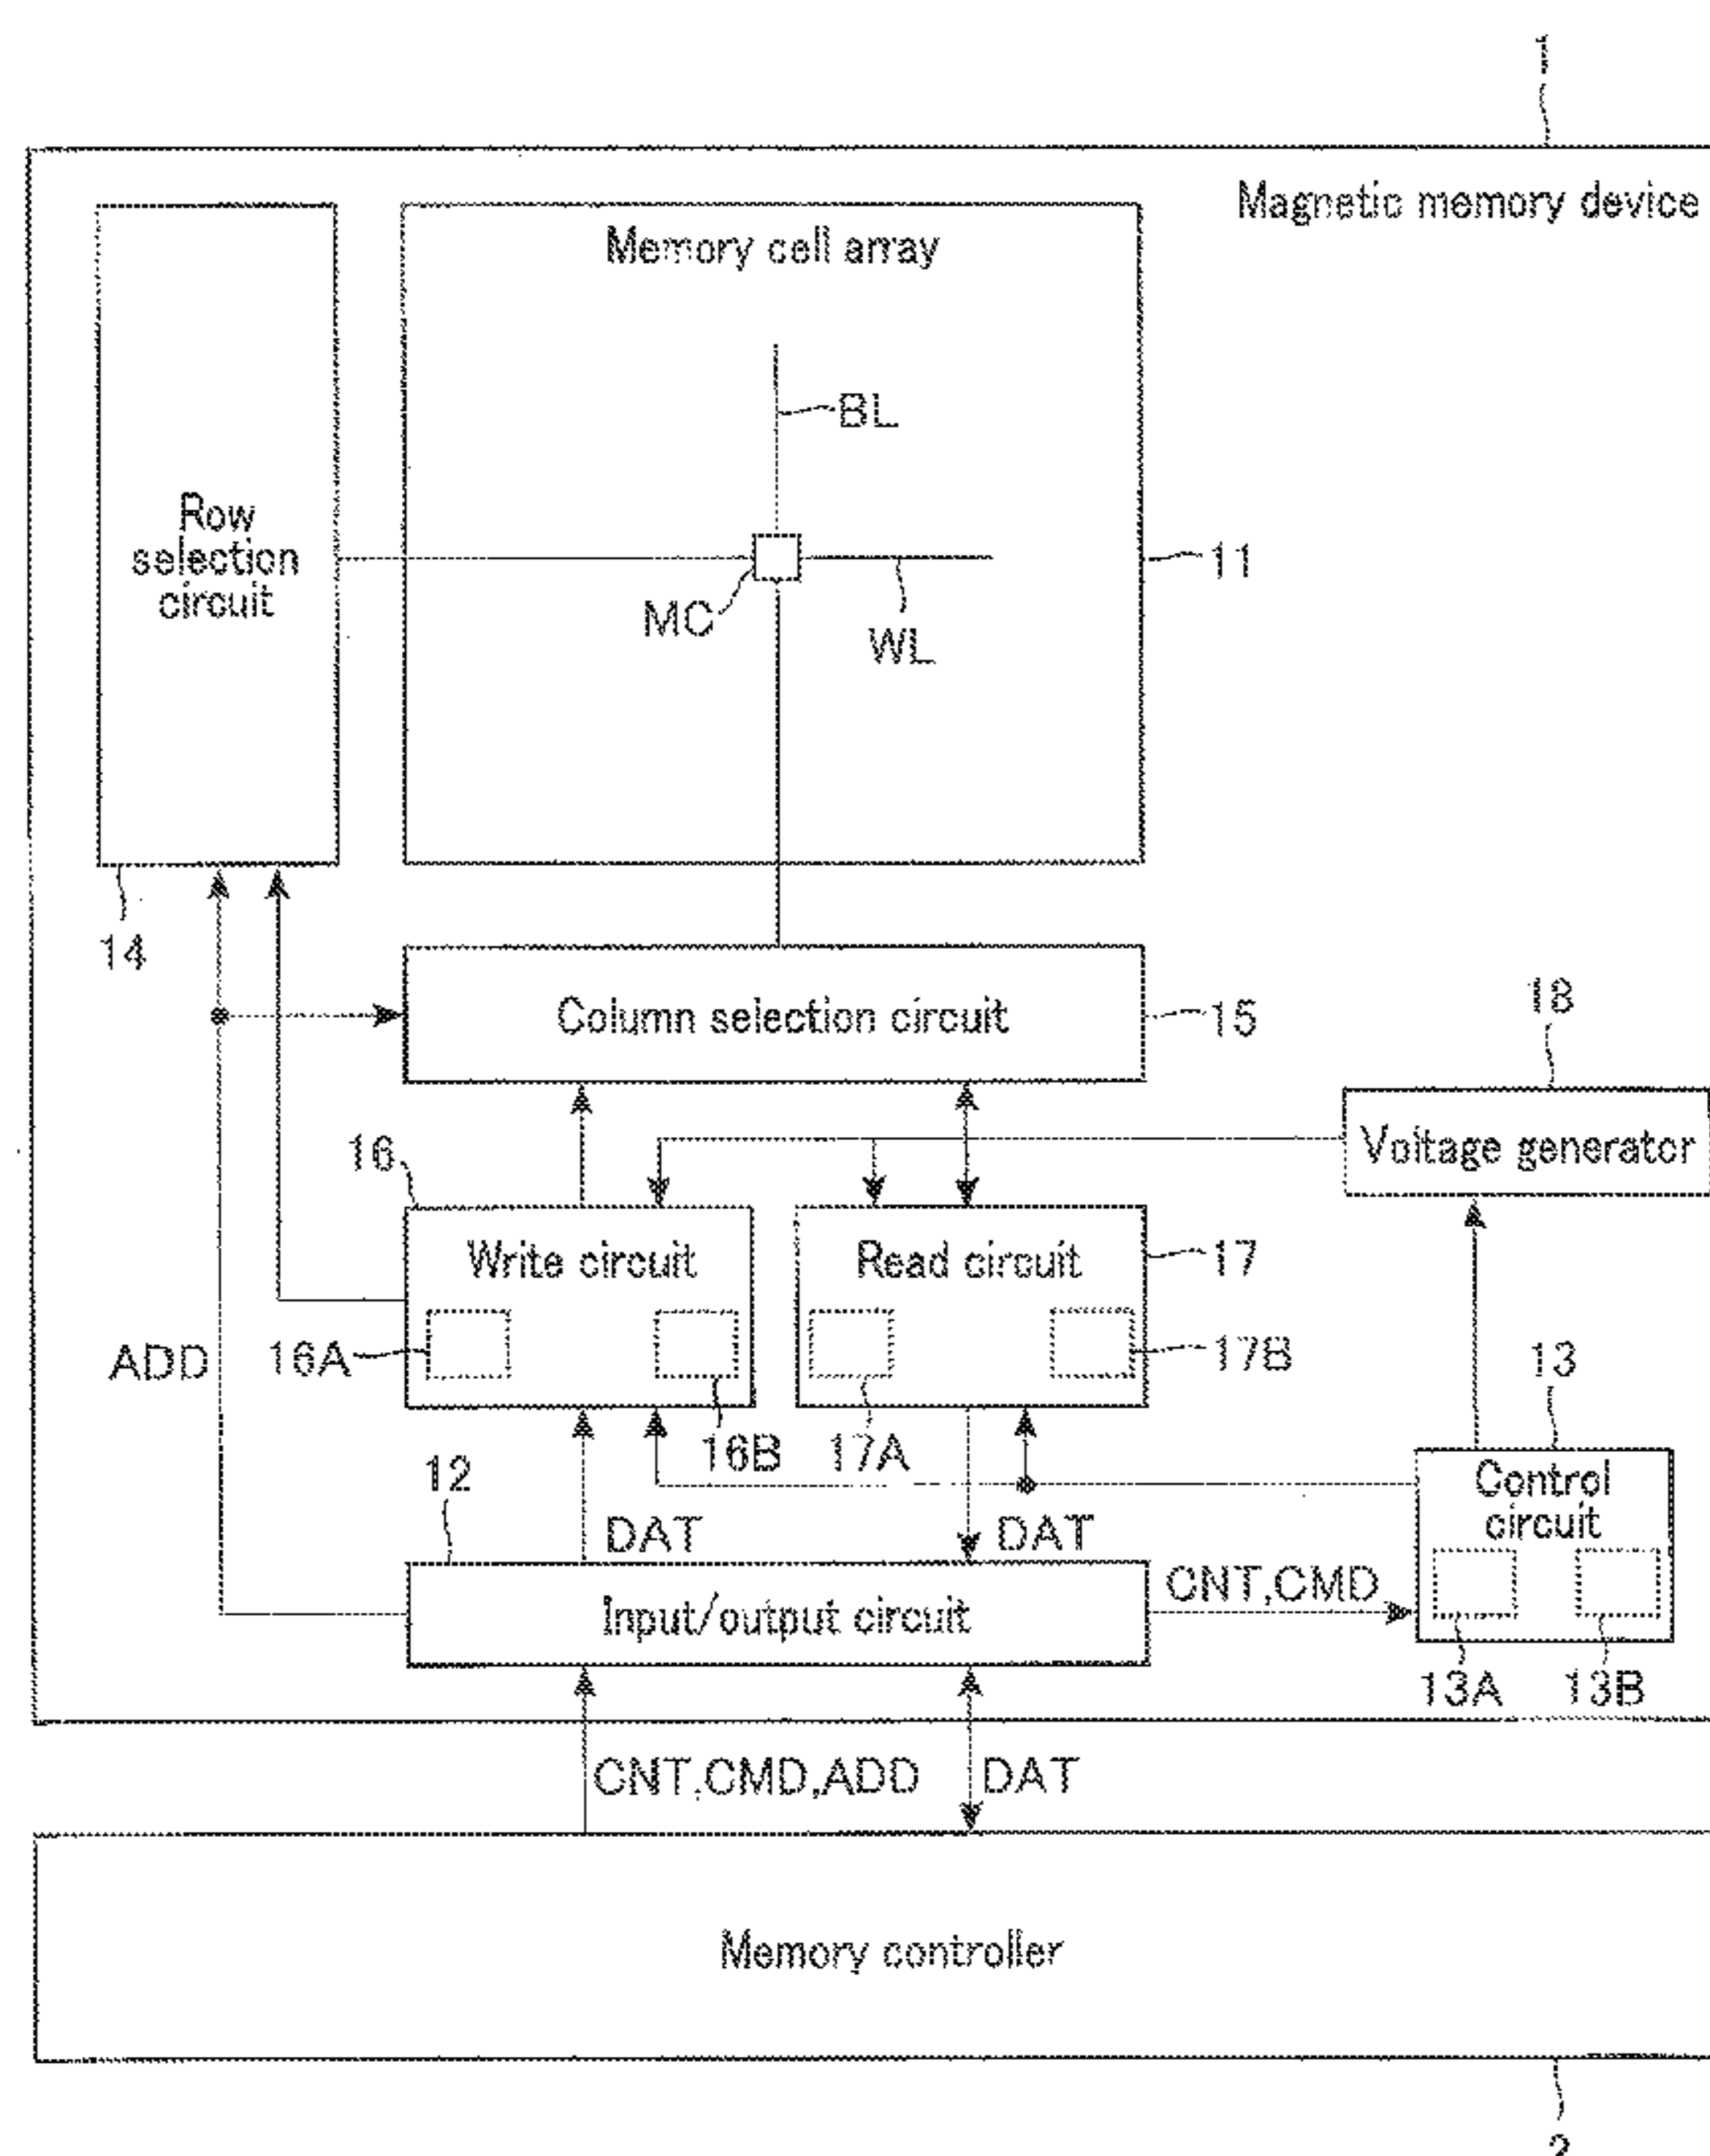 1
Magnetic memory device
Memory cell array
BL
Row
selection
circuit
11
MC
WL
14
Column selection circuit
15
18
16
Voltage generator
Write circuit
Read circuit
17
ADD
16A
17B
13
16B
17A
12
Control
circuit
DAT
DAT
CNT,CMD
Input/output circuit
13A
13B
CNT,CMD,ADD
DAT
Memory controller
2